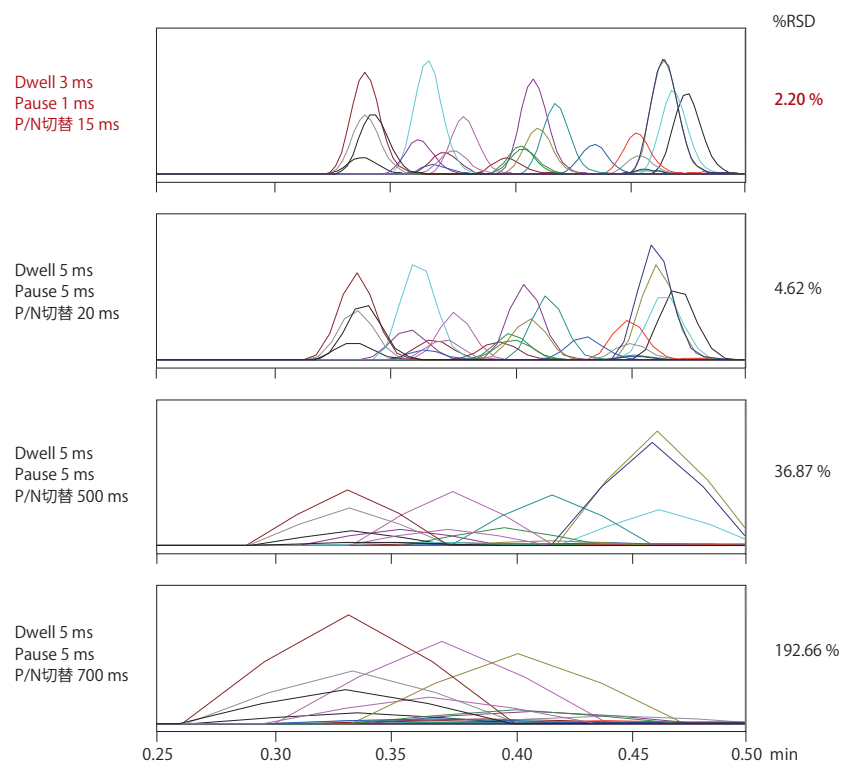 %RSD
Dwell 3 ms
Pause 1 ms
P/N切替 15 ms
2.20 %
Dwell 5 ms
Pause 5 ms
P/N切替 20 ms
4.62 %
Dwell 5 ms
Pause 5 ms
P/N切替 500 ms
36.87 %
Dwell 5 ms
Pause 5 ms
P/N切替 700 ms
192.66 %
0.25 0.30 0.35 0.40 0.45 0.50 min